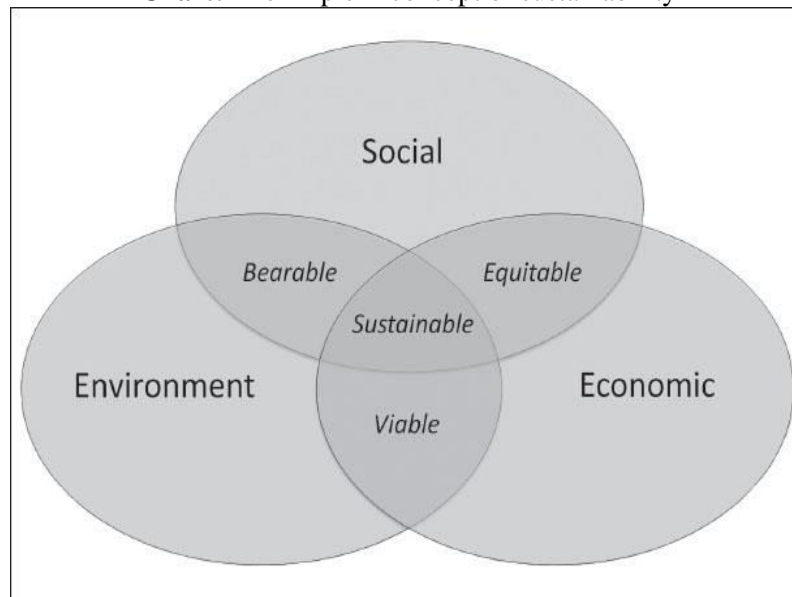 Social
Bearable
Equitable
Sustainable
Environment
Economic
Viable